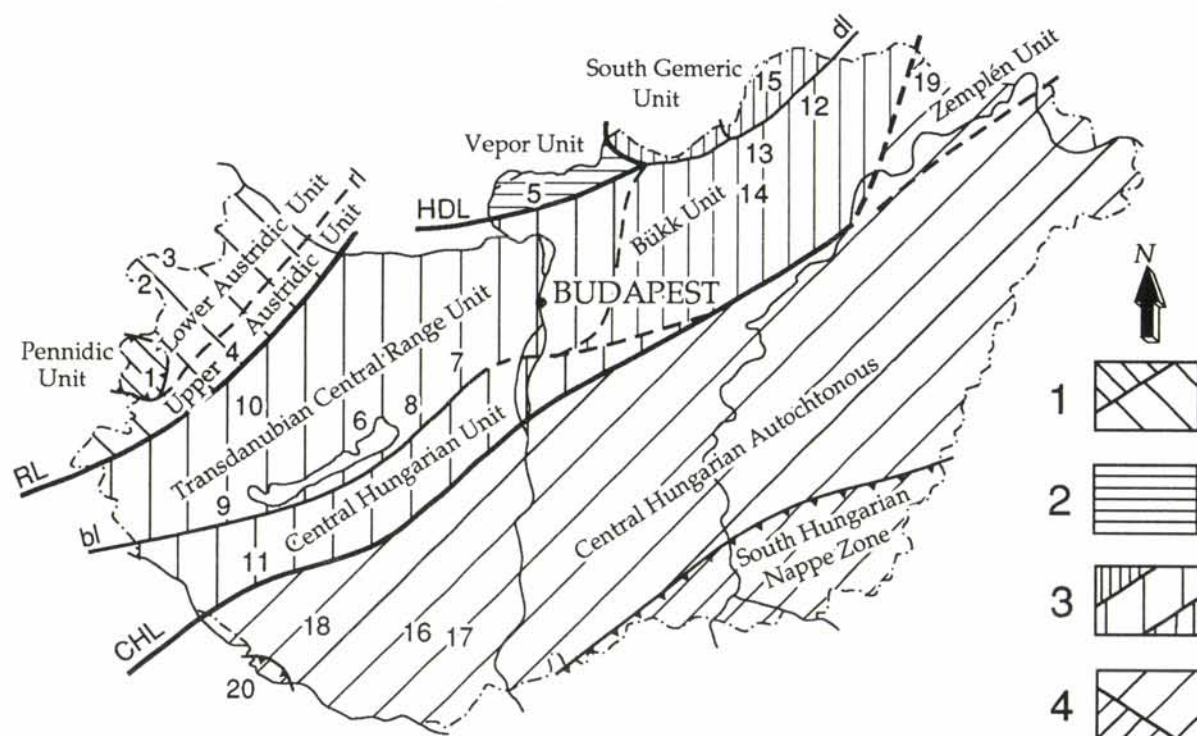 dl
South Gemeric
Unit
15
12
19
Zemplén Unit
Vepor Unit
13
5
14
HDL
Bükk Unit
rl
3
2
Lower Austridic Unit
Upper Austridic Unit
4
Pennidic
Unit
1
BUDAPEST
N
7
10
Transdanubian Central Range Unit
6
8
RL
9
bl
Central Hungarian Unit
11
Central Hungarian Autochtonous
South Hungarian
Nappe Zone
CHL
18
16
17
20
1
2
3
4